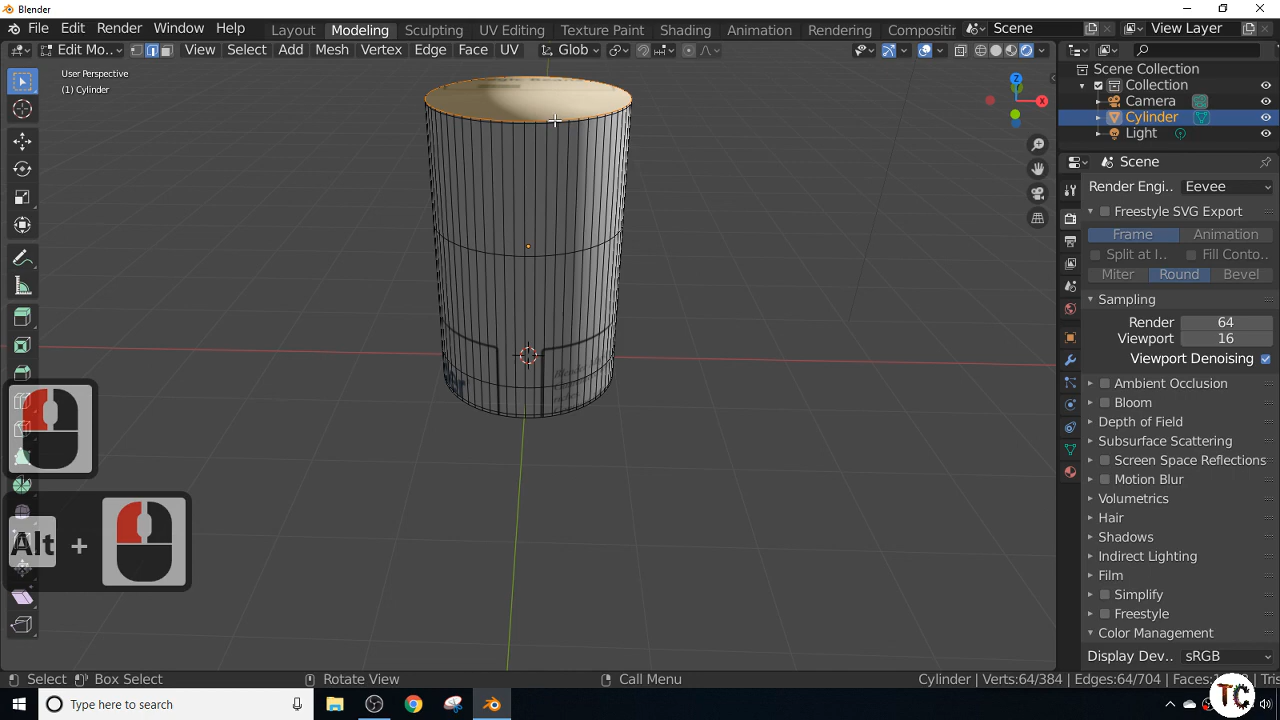 Blender
File Edit Render Window Help Layout Modeling Sculpting UV Editing Texture Paint Shading Animation Rendering Compositin Scene View Layer
Edit Mo... View Select Add Mesh Vertex Edge Face UV Glob
User Perspective
(1) Cylinder
X
Z
Scene Collection
Collection
Camera
Cylinder
Light
Scene
Render Engi.. Eevee
Freestyle SVG Export
Frame Animation
Split at I.. Fill Conto..
Miter Round Bevel
Sampling
Render 64
Viewport 16
Viewport Denoising
Ambient Occlusion
Bloom
Depth of Field
Subsurface Scattering
Screen Space Reflections
Motion Blur
Volumetrics
Hair
Shadows
Indirect Lighting
Film
Simplify
Freestyle
Color Management
Display Dev.. sRGB
Alt +
Select Box Select Rotate View Call Menu Cylinder | Verts:64/384 | Edges:64/704 | Faces:
Type here to search
TC